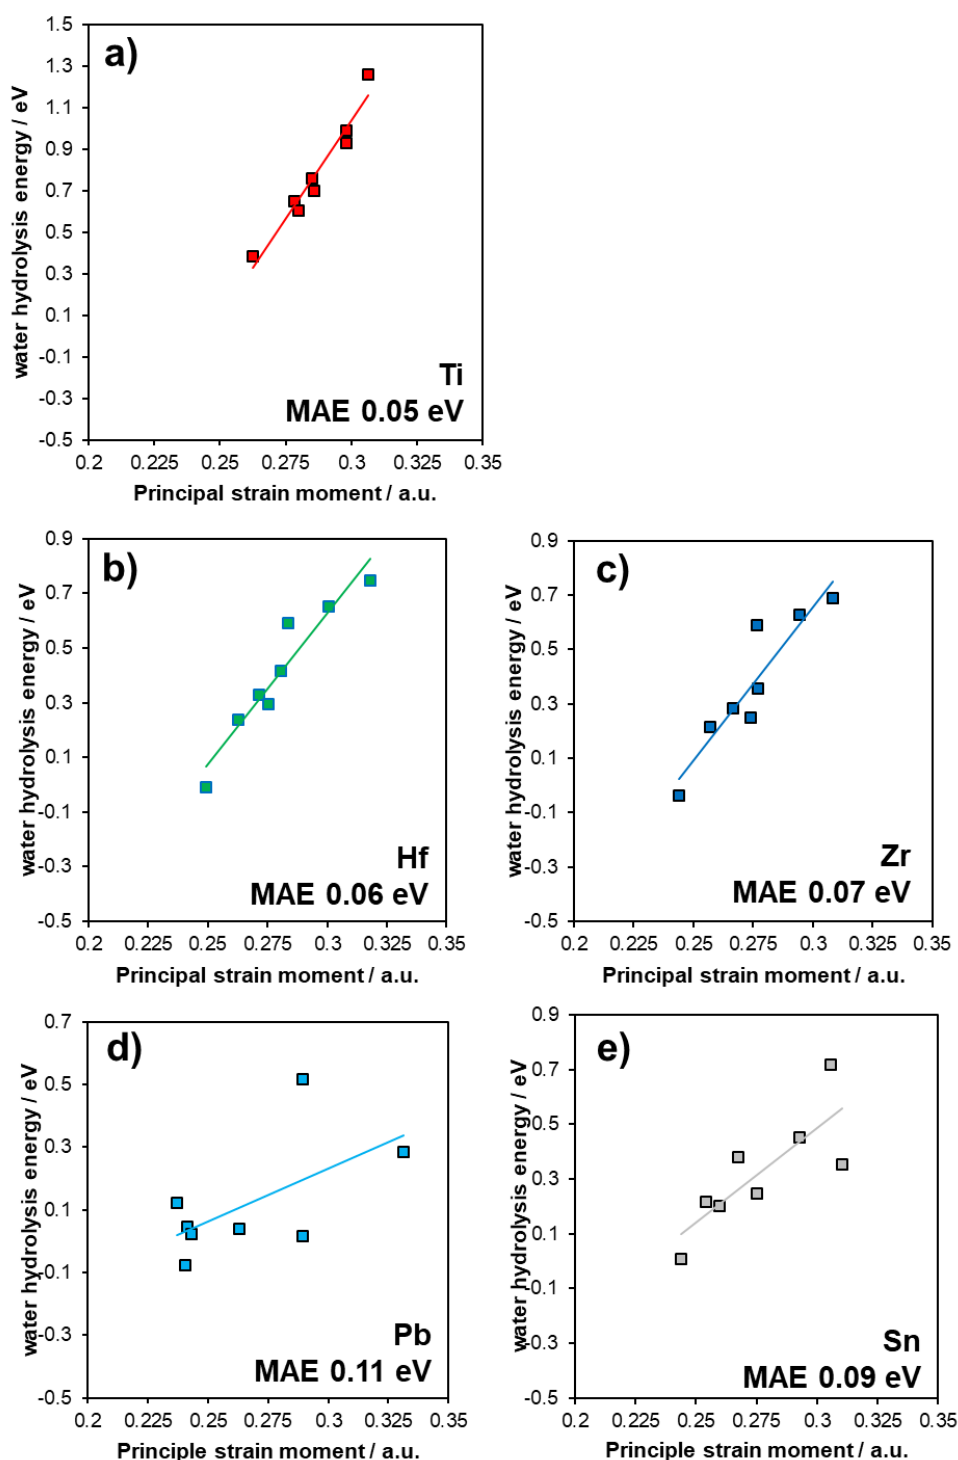 a)
water hydrolysis energy / eV
1.5
1.3
1.1
0.9
0.7
0.5
0.3
0.1
-0.1
-0.3
-0.5
Ti
MAE 0.05 eV
0.2 0.225 0.25 0.275 0.3 0.325 0.35
Principal strain moment / a.u.
b)
water hydrolysis energy / eV
0.9
0.7
0.5
0.3
0.1
-0.1
-0.3
-0.5
Hf
MAE 0.06 eV
0.2 0.225 0.25 0.275 0.3 0.325 0.35
Principal strain moment / a.u.
c)
water hydrolysis energy / eV
0.9
0.7
0.5
0.3
0.1
-0.1
-0.3
-0.5
Zr
MAE 0.07 eV
0.2 0.225 0.25 0.275 0.3 0.325 0.35
Principal strain moment / a.u.
d)
water hydrolysis energy / eV
0.7
0.5
0.3
0.1
-0.1
-0.3
-0.5
Pb
MAE 0.11 eV
0.2 0.225 0.25 0.275 0.3 0.325 0.35
Principle strain moment / a.u.
e)
water hydrolysis energy / eV
0.9
0.7
0.5
0.3
0.1
-0.1
-0.3
-0.5
Sn
MAE 0.09 eV
0.2 0.225 0.25 0.275 0.3 0.325 0.35
Principle strain moment / a.u.